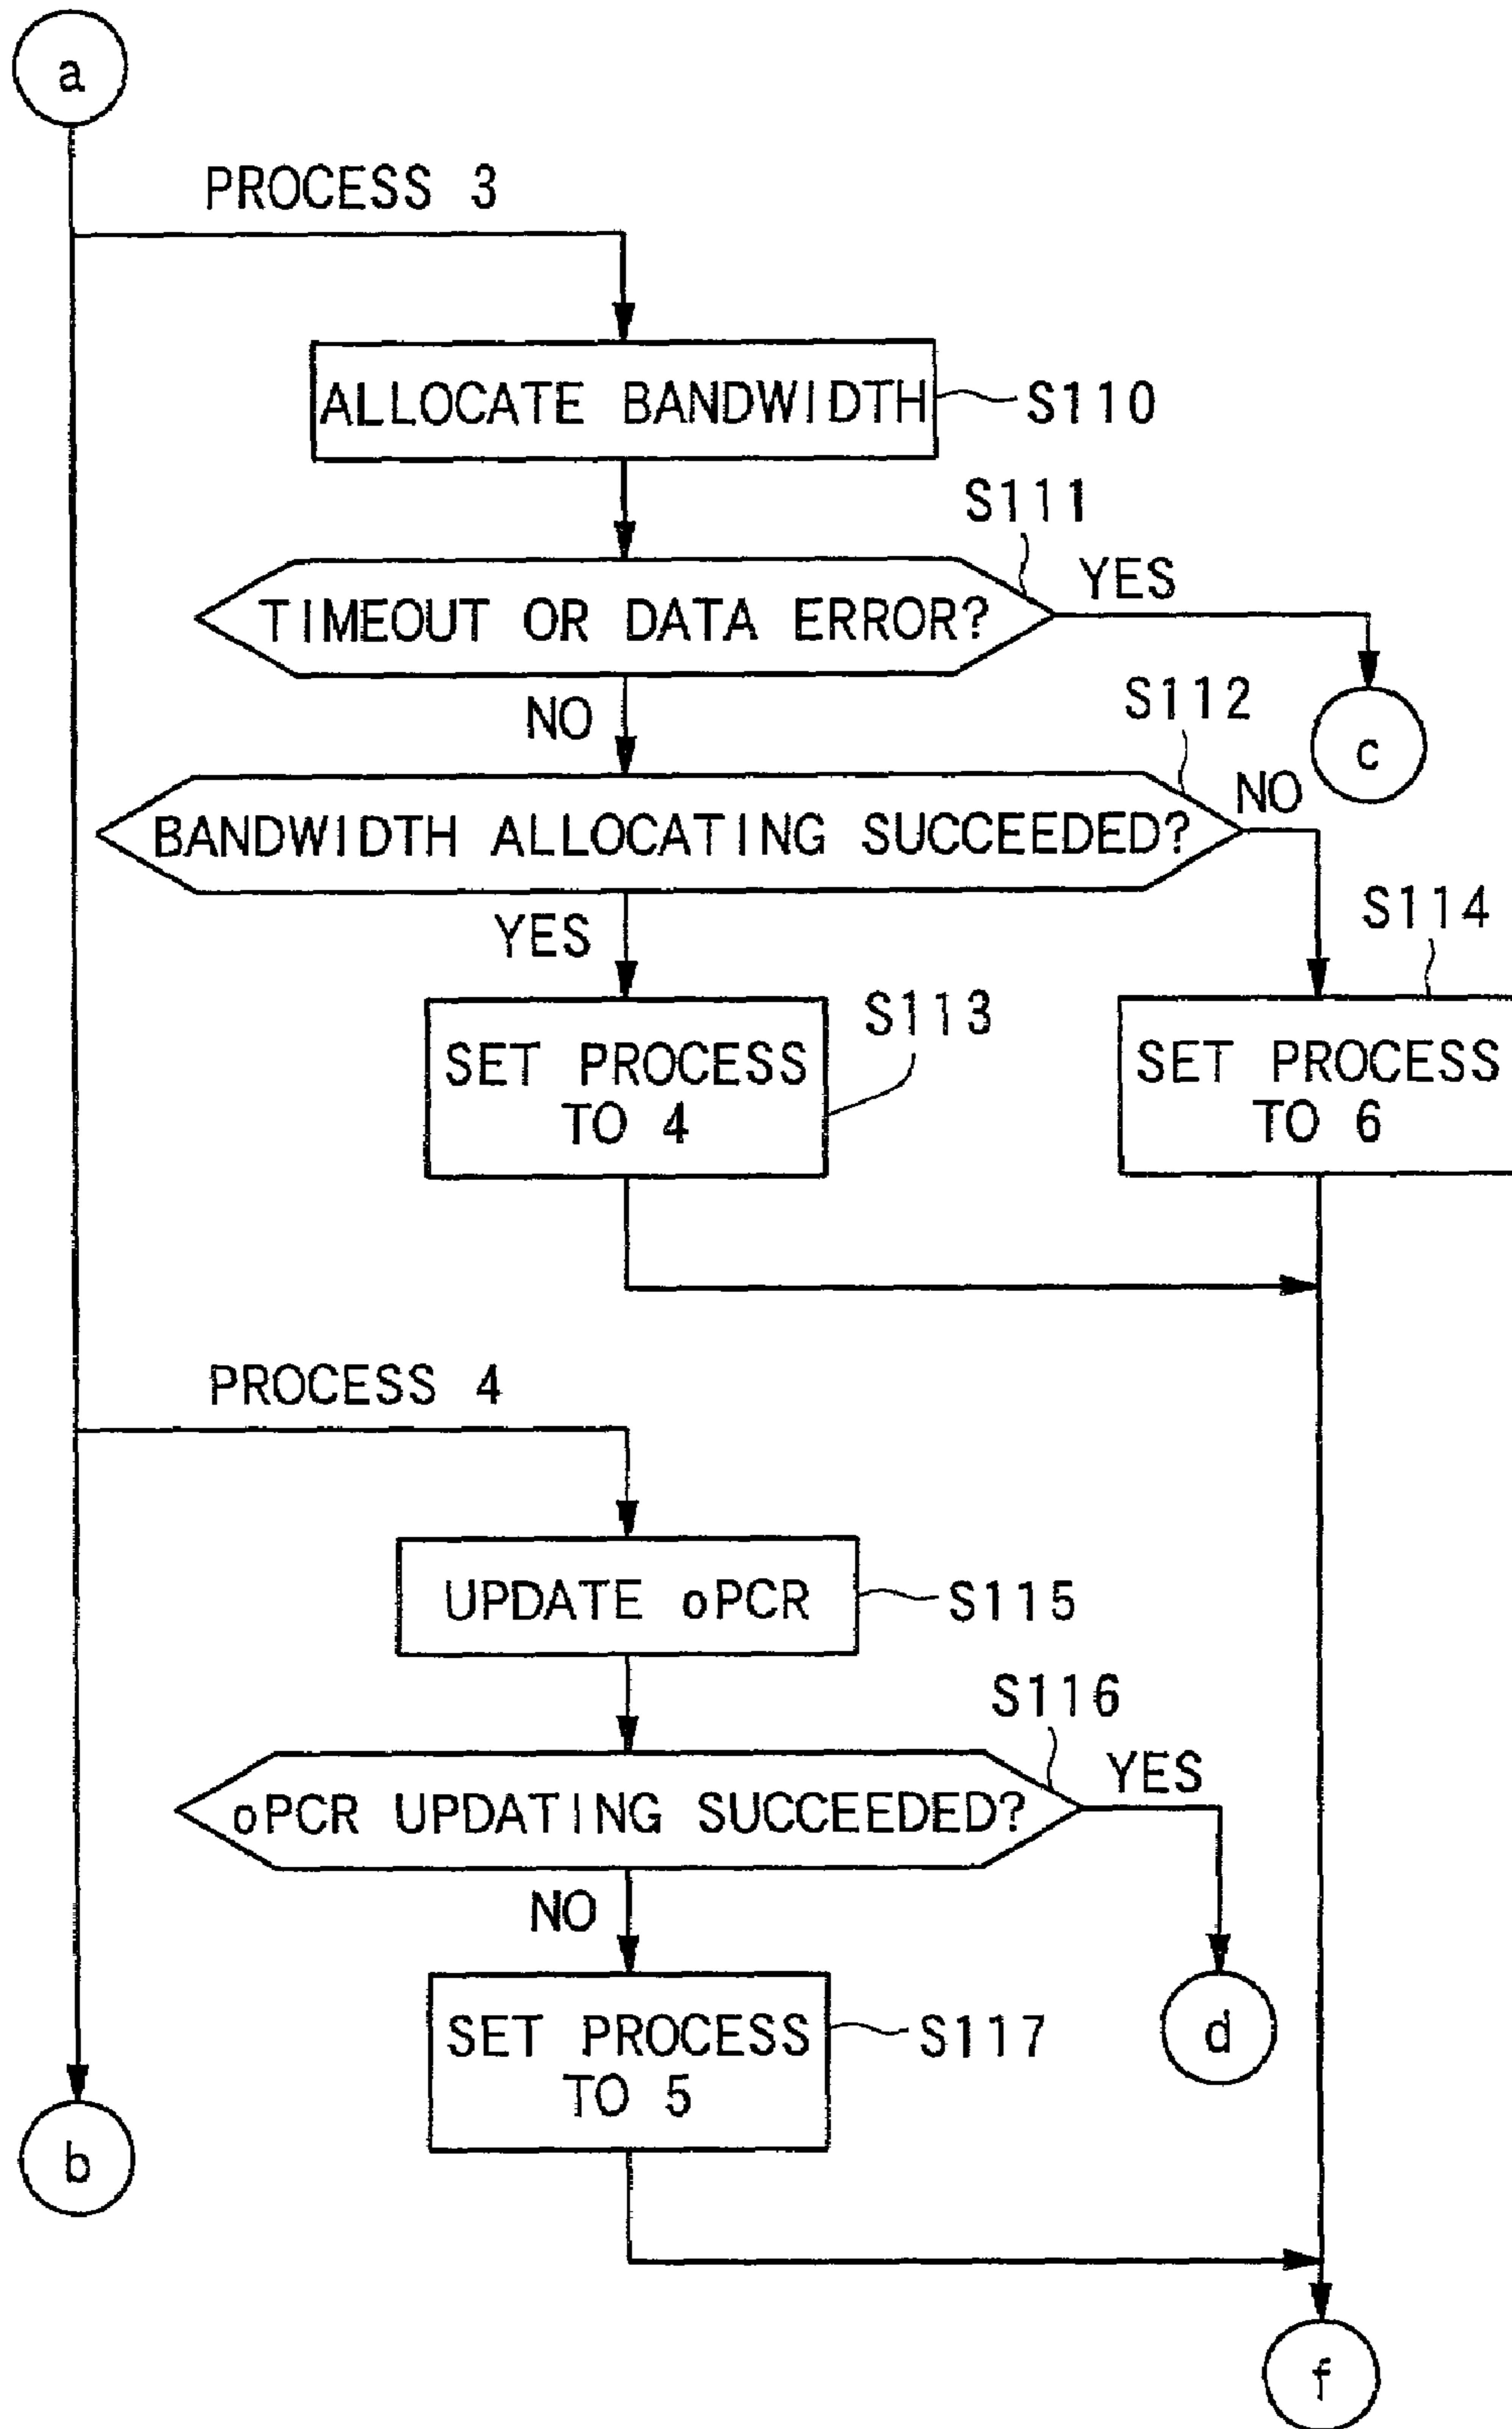 a
PROCESS 3
ALLOCATE BANDWIDTH
S110
S111
TIMEOUT OR DATA ERROR?
YES
NO
c
S112
BANDWIDTH ALLOCATING SUCCEEDED?
NO
YES
S113
SET PROCESS
TO 4
S114
SET PROCESS
TO 6
PROCESS 4
UPDATE oPCR
S115
S116
oPCR UPDATING SUCCEEDED?
YES
NO
d
SET PROCESS
TO 5
S117
b
f